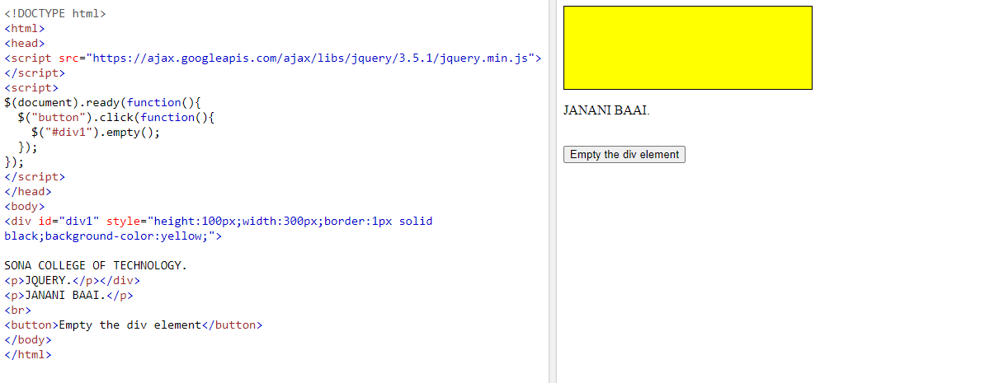 <!DOCTYPE html>
<html>
<head>
<script src="https://ajax.googleapis.com/ajax/libs/jquery/3.5.1/jquery.min.js">
</script>
<script>
$(document).ready(function(){
  $("button").click(function(){
    $("#div1").empty();
  });
});
</script>
</head>
<body>
<div id="div1" style="height:100px;width:300px;border:1px solid
black;background-color:yellow;">

SONA COLLEGE OF TECHNOLOGY.
<p>JQUERY.</p></div>
<p>JANANI BAAI.</p>
<br>
<button>Empty the div element</button>
</body>
</html>
JANANI BAAI.
Empty the div element